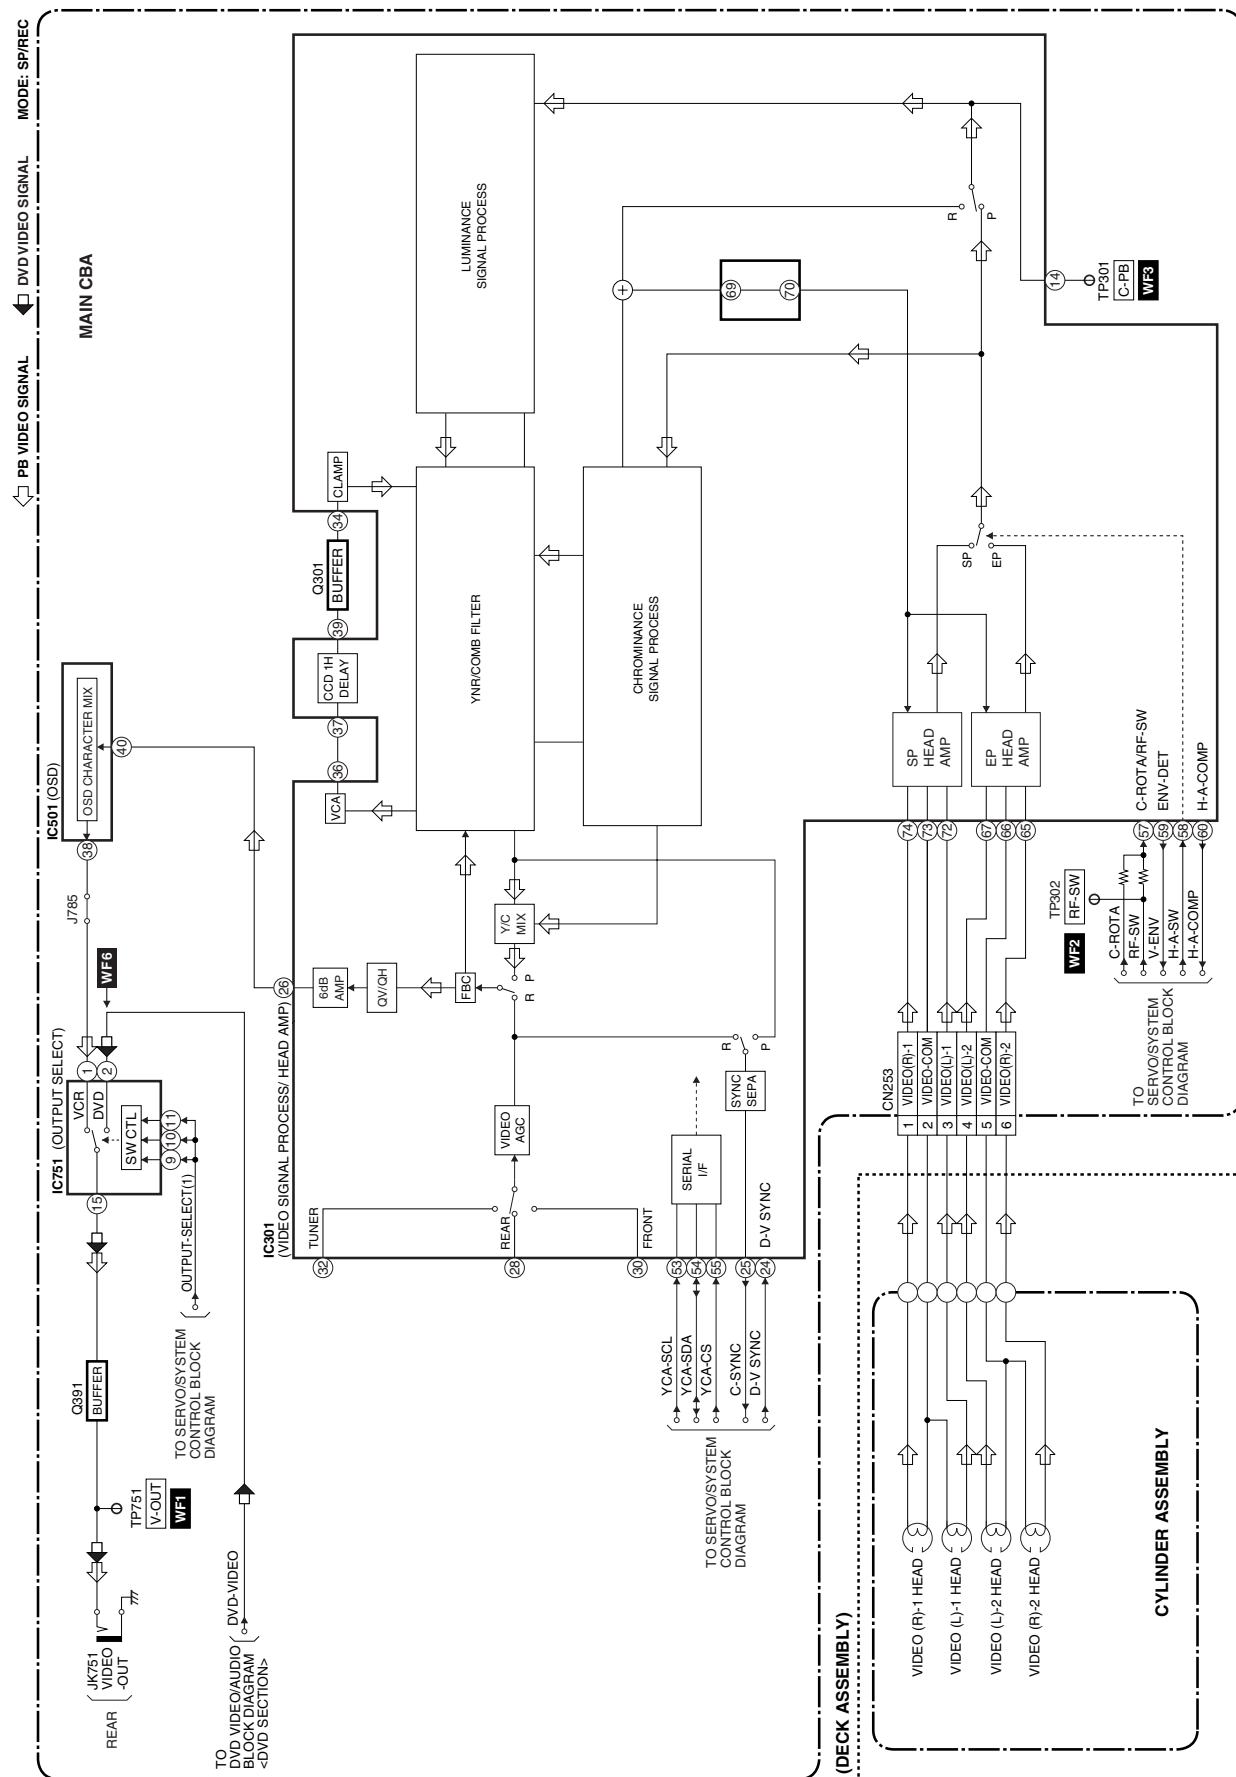 PB VIDEO SIGNAL
DVD VIDEO SIGNAL
MODE: SP/REC
MAIN CBA
REAR
JK751
VIDEO
-OUT
TP751
V-OUT
WF1
Q391
BUFFER
TO
DVD VIDEO/AUDIO
BLOCK DIAGRAM
<DVD SECTION>
DVD-VIDEO
TO SERVO/SYSTEM
CONTROL BLOCK
DIAGRAM
OUTPUT-SELECT(1)
IC751 (OUTPUT SELECT)
15
VCR
DVD
SW CTL
9
10
11
1
2
WF6
J785
IC501 (OSD)
38
OSD CHARACTER MIX
40
IC301
(VIDEO SIGNAL PROCESS/ HEAD AMP)
26
TUNER
32
REAR
28
FRONT
30
VIDEO
AGC
6dB
AMP
QV/QH
FBC
R
P
Y/C
MIX
VCA
36
37
CCD 1H
DELAY
39
Q301
BUFFER
34
CLAMP
YNR/COMB FILTER
LUMINANCE
SIGNAL PROCESS
CHROMINANCE
SIGNAL PROCESS
69
70
R
P
14
TP301
C-PB
WF3
TO SERVO/SYSTEM
CONTROL BLOCK
DIAGRAM
YCA-SCL
YCA-SDA
YCA-CS
C-SYNC
D-V SYNC
53
54
55
25
24
SERIAL
I/F
D-V SYNC
SYNC
SEPA
R
P
SP
HEAD
AMP
EP
HEAD
AMP
SP
EP
74
73
72
67
66
65
57
59
58
60
C-ROTA/RF-SW
ENV-DET
H-A-COMP
TP302
RF-SW
WF2
C-ROTA
RF-SW
V-ENV
H-A-SW
H-A-COMP
TO
SERVO/SYSTEM
CONTROL BLOCK
DIAGRAM
CN253
1 VIDEO(R)-1
2 VIDEO-COM
3 VIDEO(L)-1
4 VIDEO(L)-2
5 VIDEO-COM
6 VIDEO(R)-2
(DECK ASSEMBLY)
VIDEO (R)-1 HEAD
VIDEO (L)-1 HEAD
VIDEO (L)-2 HEAD
VIDEO (R)-2 HEAD
CYLINDER ASSEMBLY